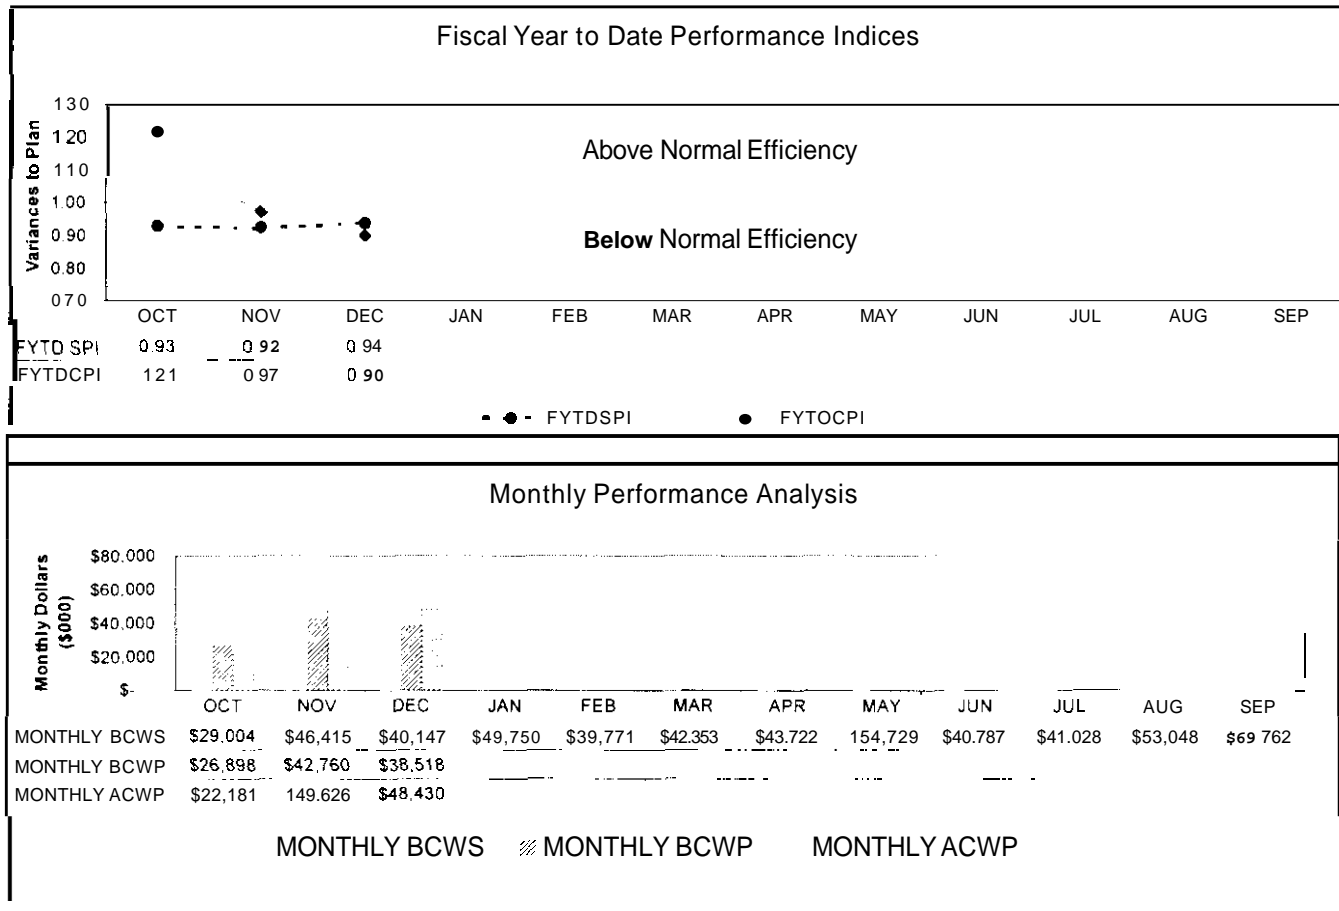 Fiscal Year to Date Performance Indices
Variances to Plan
130
120
110
1.00
0.90
0.80
070
Above Normal Efficiency
Below Normal Efficiency
OCT NOV DEC JAN FEB MAR APR MAY JUN JUL AUG SEP
FYTD SPI 0.93 0 92 0 94
FYTDCPI 121 0 97 0 90
FYTDSPI FYTOCPI
Monthly Performance Analysis
Monthly Dollars
($000)
$80.000
$60.000
$40.000
$20.000
$-
OCT NOV DEC JAN FEB MAR APR MAY JUN JUL AUG SEP
MONTHLY BCWS $29.004 $46,415 $40,147 $49,750 $39,771 $42.353 $43.722 154,729 $40.787 $41.028 $53,048 $69 762
MONTHLY BCWP $26,898 $42,760 $38,518
MONTHLY ACWP $22,181 149.626 $48,430
MONTHLY BCWS MONTHLY BCWP MONTHLY ACWP